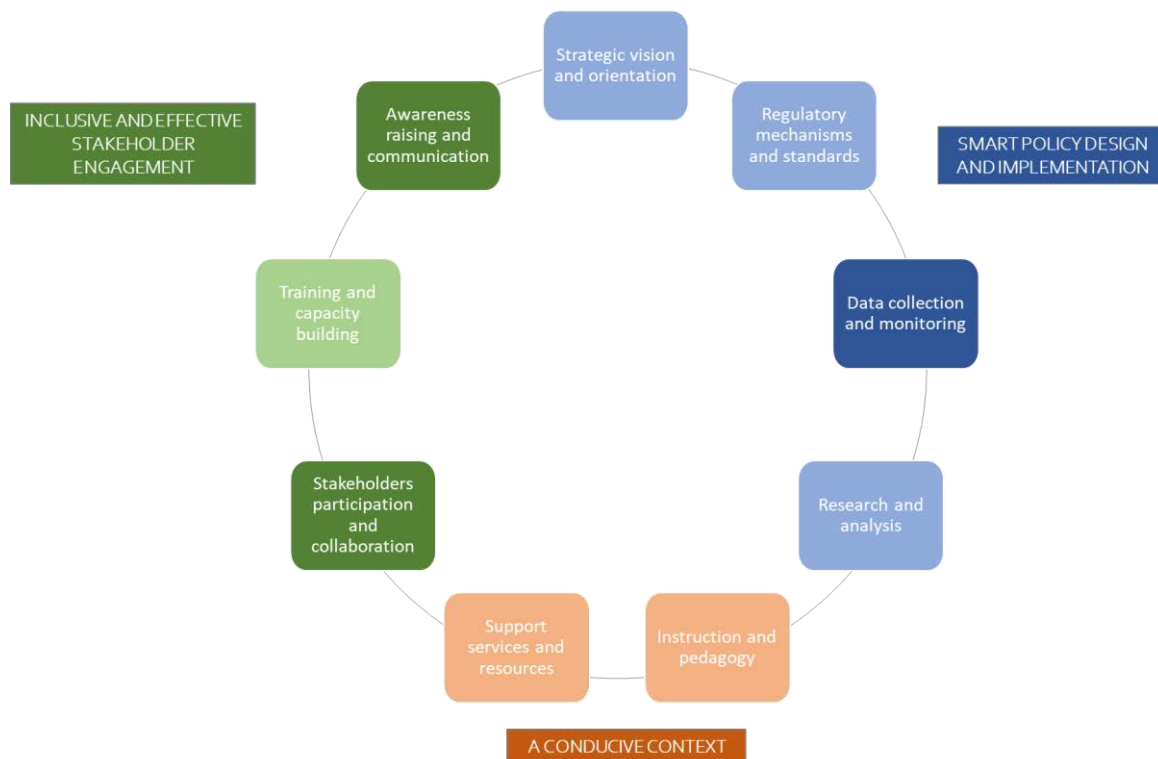 Strategic vision
and orientation
Regulatory
mechanisms
and standards
SMART POLICY DESIGN
AND IMPLEMENTATION
Data collection
and monitoring
Research and
analysis
Instruction and
pedagogy
A CONDUCIVE CONTEXT
Support
services and
resources
Stakeholders
participation
and
collaboration
Training and
capacity
building
Awareness
raising and
communication
INCLUSIVE AND EFFECTIVE
STAKEHOLDER
ENGAGEMENT